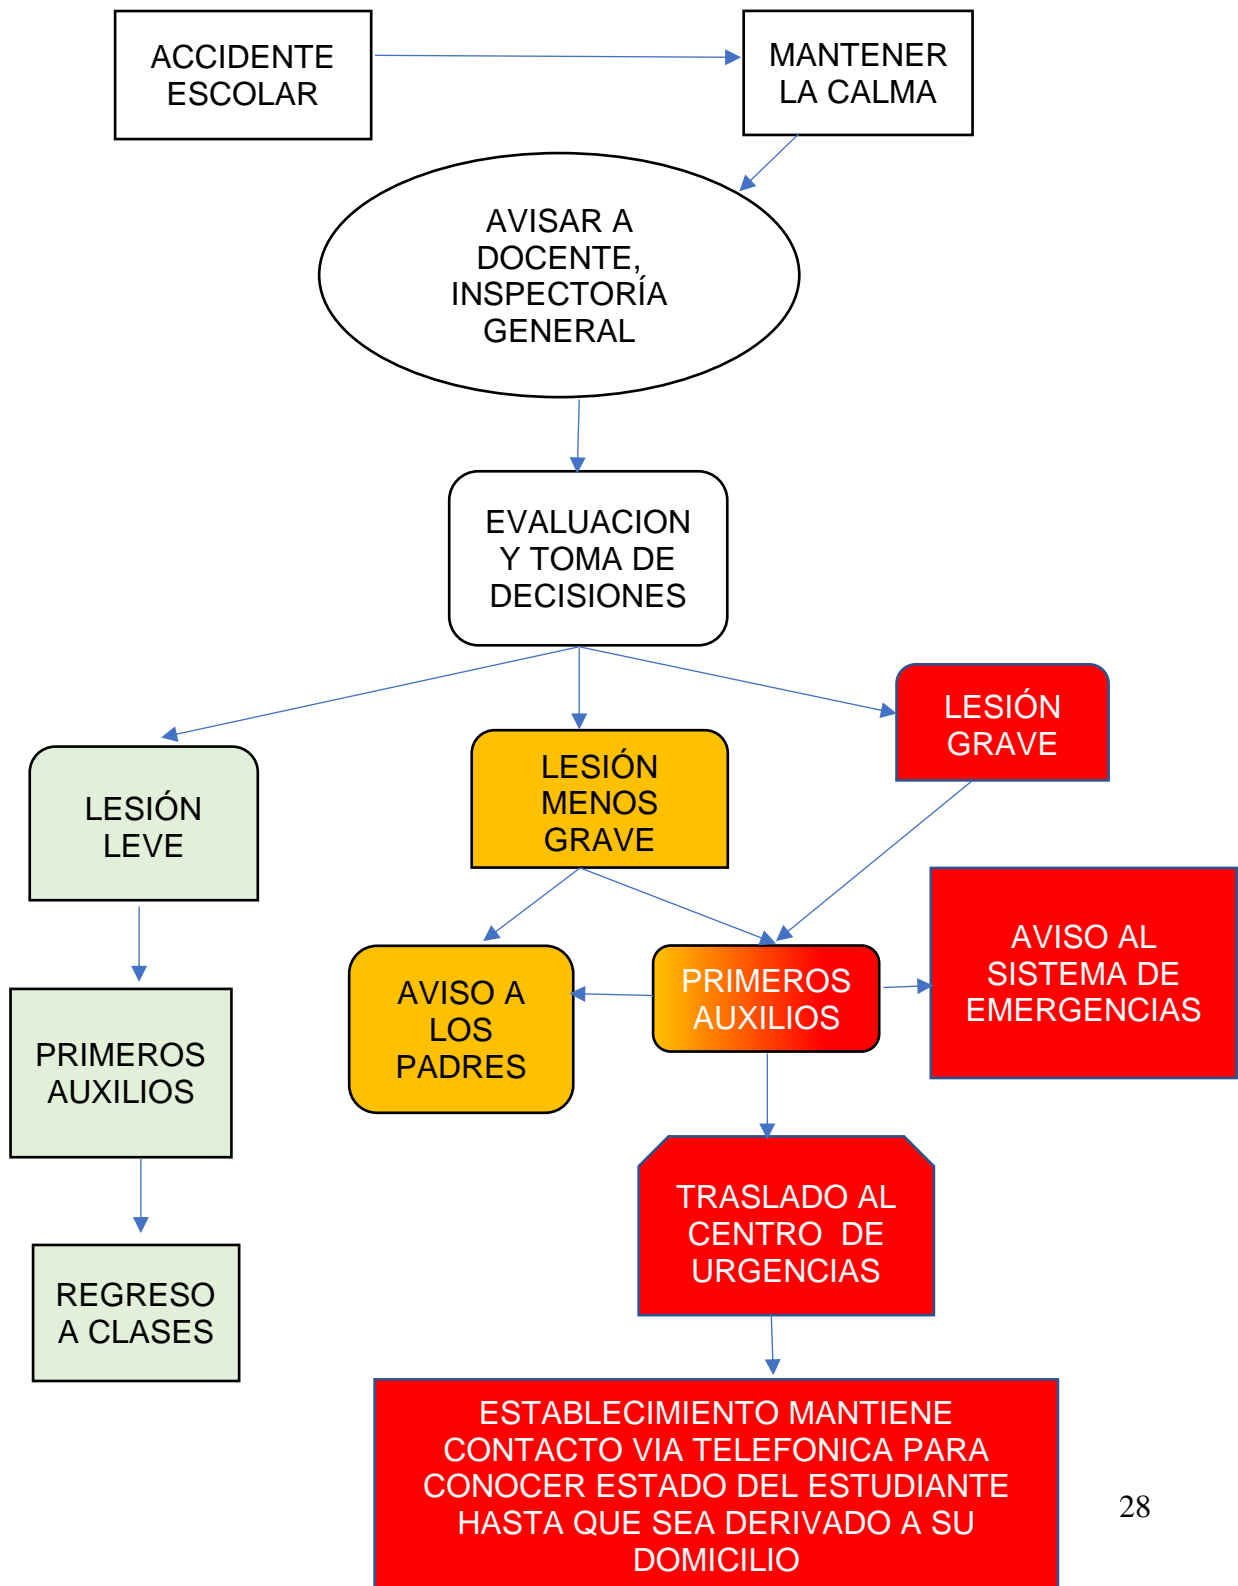 ACCIDENTE
ESCOLAR
MANTENER
LA CALMA
AVISAR A
DOCENTE,
INSPECTORÍA
GENERAL
EVALUACION
Y TOMA DE
DECISIONES
LESIÓN
LEVE
LESIÓN
MENOS
GRAVE
LESIÓN
GRAVE
PRIMEROS
AUXILIOS
AVISO A
LOS
PADRES
PRIMEROS
AUXILIOS
AVISO AL
SISTEMA DE
EMERGENCIAS
REGRESO
A CLASES
TRASLADO AL
CENTRO DE
URGENCIAS
ESTABLECIMIENTO MANTIENE
CONTACTO VIA TELEFONICA PARA
CONOCER ESTADO DEL ESTUDIANTE
HASTA QUE SEA DERIVADO A SU
DOMICILIO
28